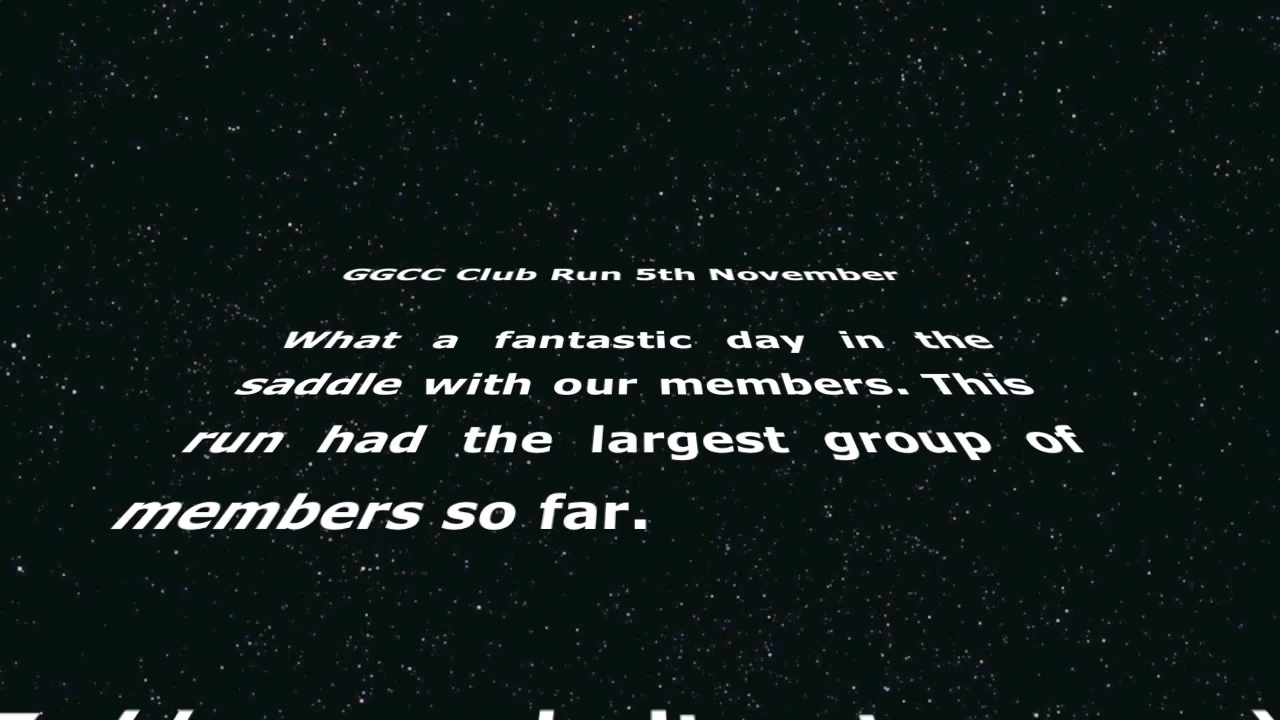 GGCC Club Run 5th November
What a fantastic day in the
saddle with our members. This
run had the largest group of
members so far.